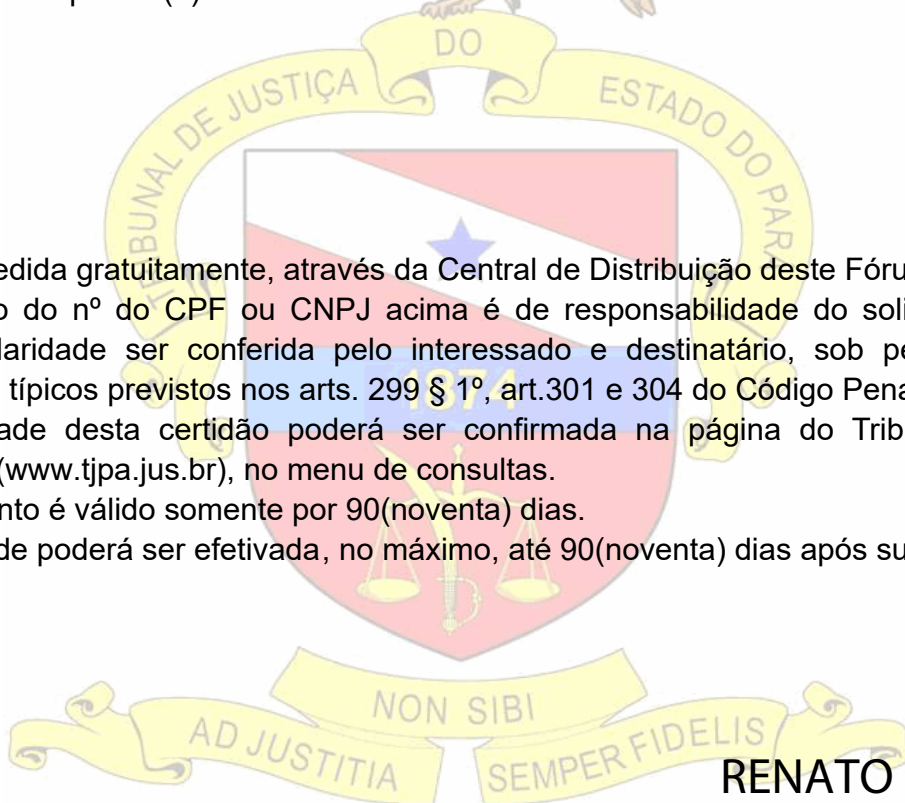 DO
TRIBUNAL DE JUSTIÇA
ESTADO DO PARÁ
edida gratuitamente, através da Central de Distribuição deste Fóru
o do nº do CPF ou CNPJ acima é de responsabilidade do soli
laridade ser conferida pelo interessado e destinatário, sob pe
típicos previstos nos arts. 299 § 1º, art.301 e 304 do Código Pena
1874
ade desta certidão poderá ser confirmada na página do Trib
(www.tjpa.jus.br), no menu de consultas.
nto é válido somente por 90(noventa) dias.
de poderá ser efetivada, no máximo, até 90(noventa) dias após su
NON SIBI
AD JUSTITIA
SEMPER FIDELIS
RENATO